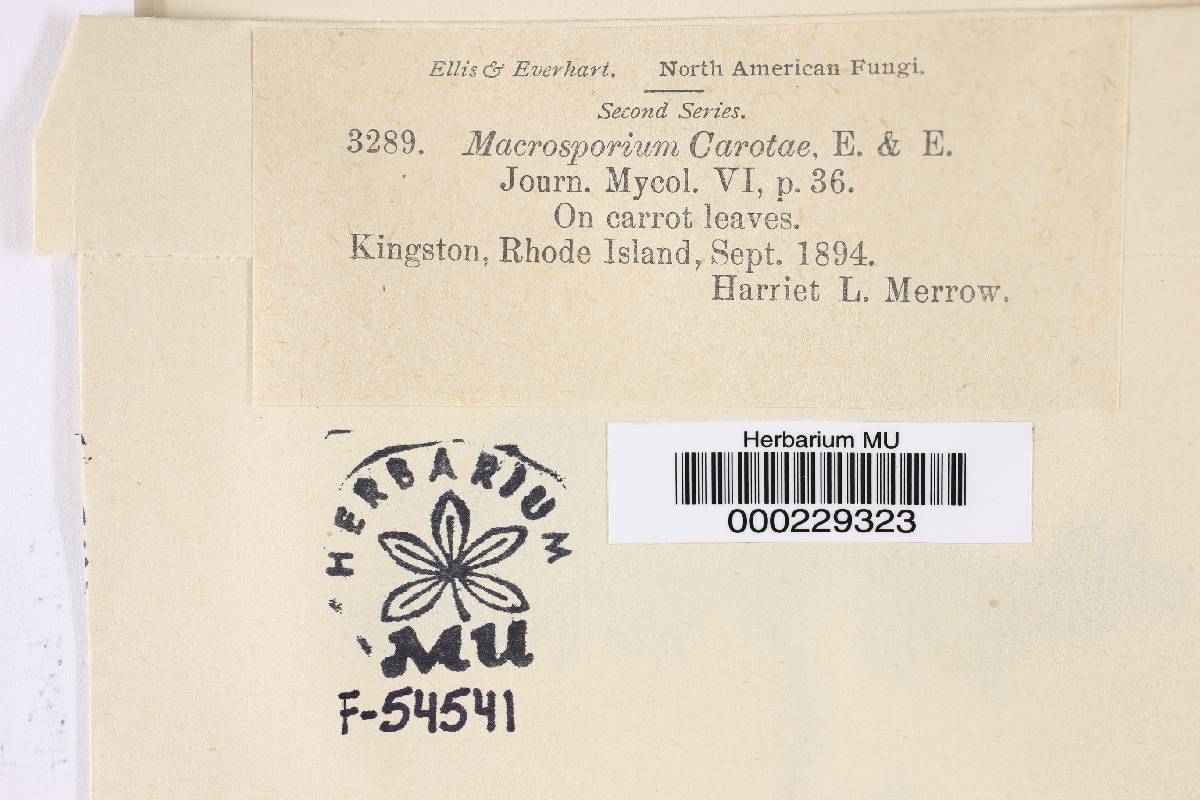 Ellis & Everhart. North American Fungi.
Second Series.
3289. Macrosporium Carotae, E. & E.
Journ. Mycol. VI, p. 36.
On carrot leaves.
Kingston, Rhode Island, Sept. 1894.
Harriet L. Merrow.
Herbarium MU
000229323
HERBARIUM
MU
F-54541